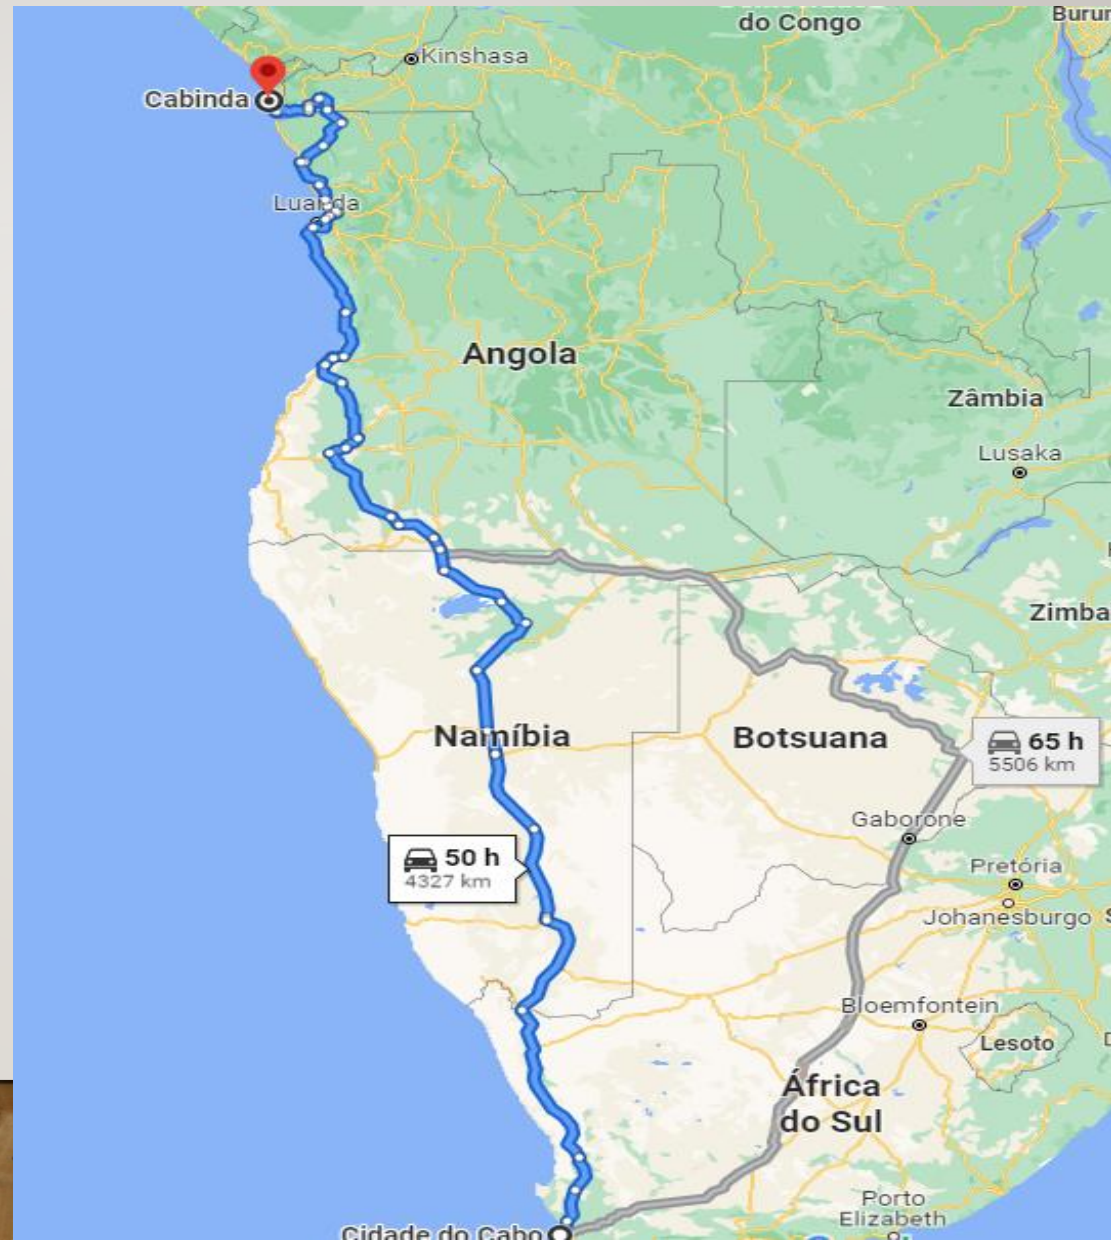 do Congo
Burur
Kinshasa
Cabinda
Luanda
Angola
Zâmbia
Lusaka
Zimba
Namíbia
Botsuana
65 h
5506 km
Gaborone
50 h
4327 km
Pretória
Johanesburgo
Bloemfontein
Lesoto
África
do Sul
Porto
Elizabeth
Cidade do Cabo